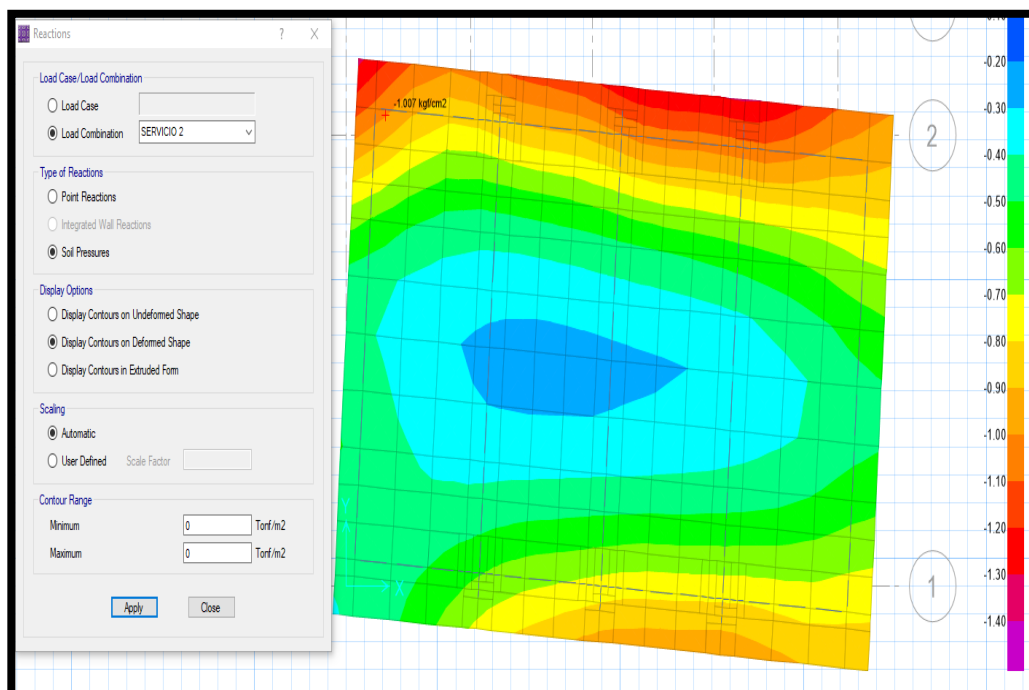 Reactions ? X
Load Case/Load Combination
Load Case
Load Combination SERVICIO 2
Type of Reactions
Point Reactions
Integrated Wall Reactions
Soil Pressures
Display Options
Display Contours on Undeformed Shape
Display Contours on Deformed Shape
Display Contours in Extruded Form
Scaling
Automatic
User Defined Scale Factor
Contour Range
Minimum 0 Tonf/m2
Maximum 0 Tonf/m2
Apply Close
-1.007 kgf/cm2
Y
X
2
1
-0.20
-0.30
-0.40
-0.50
-0.60
-0.70
-0.80
-0.90
-1.00
-1.10
-1.20
-1.30
-1.40